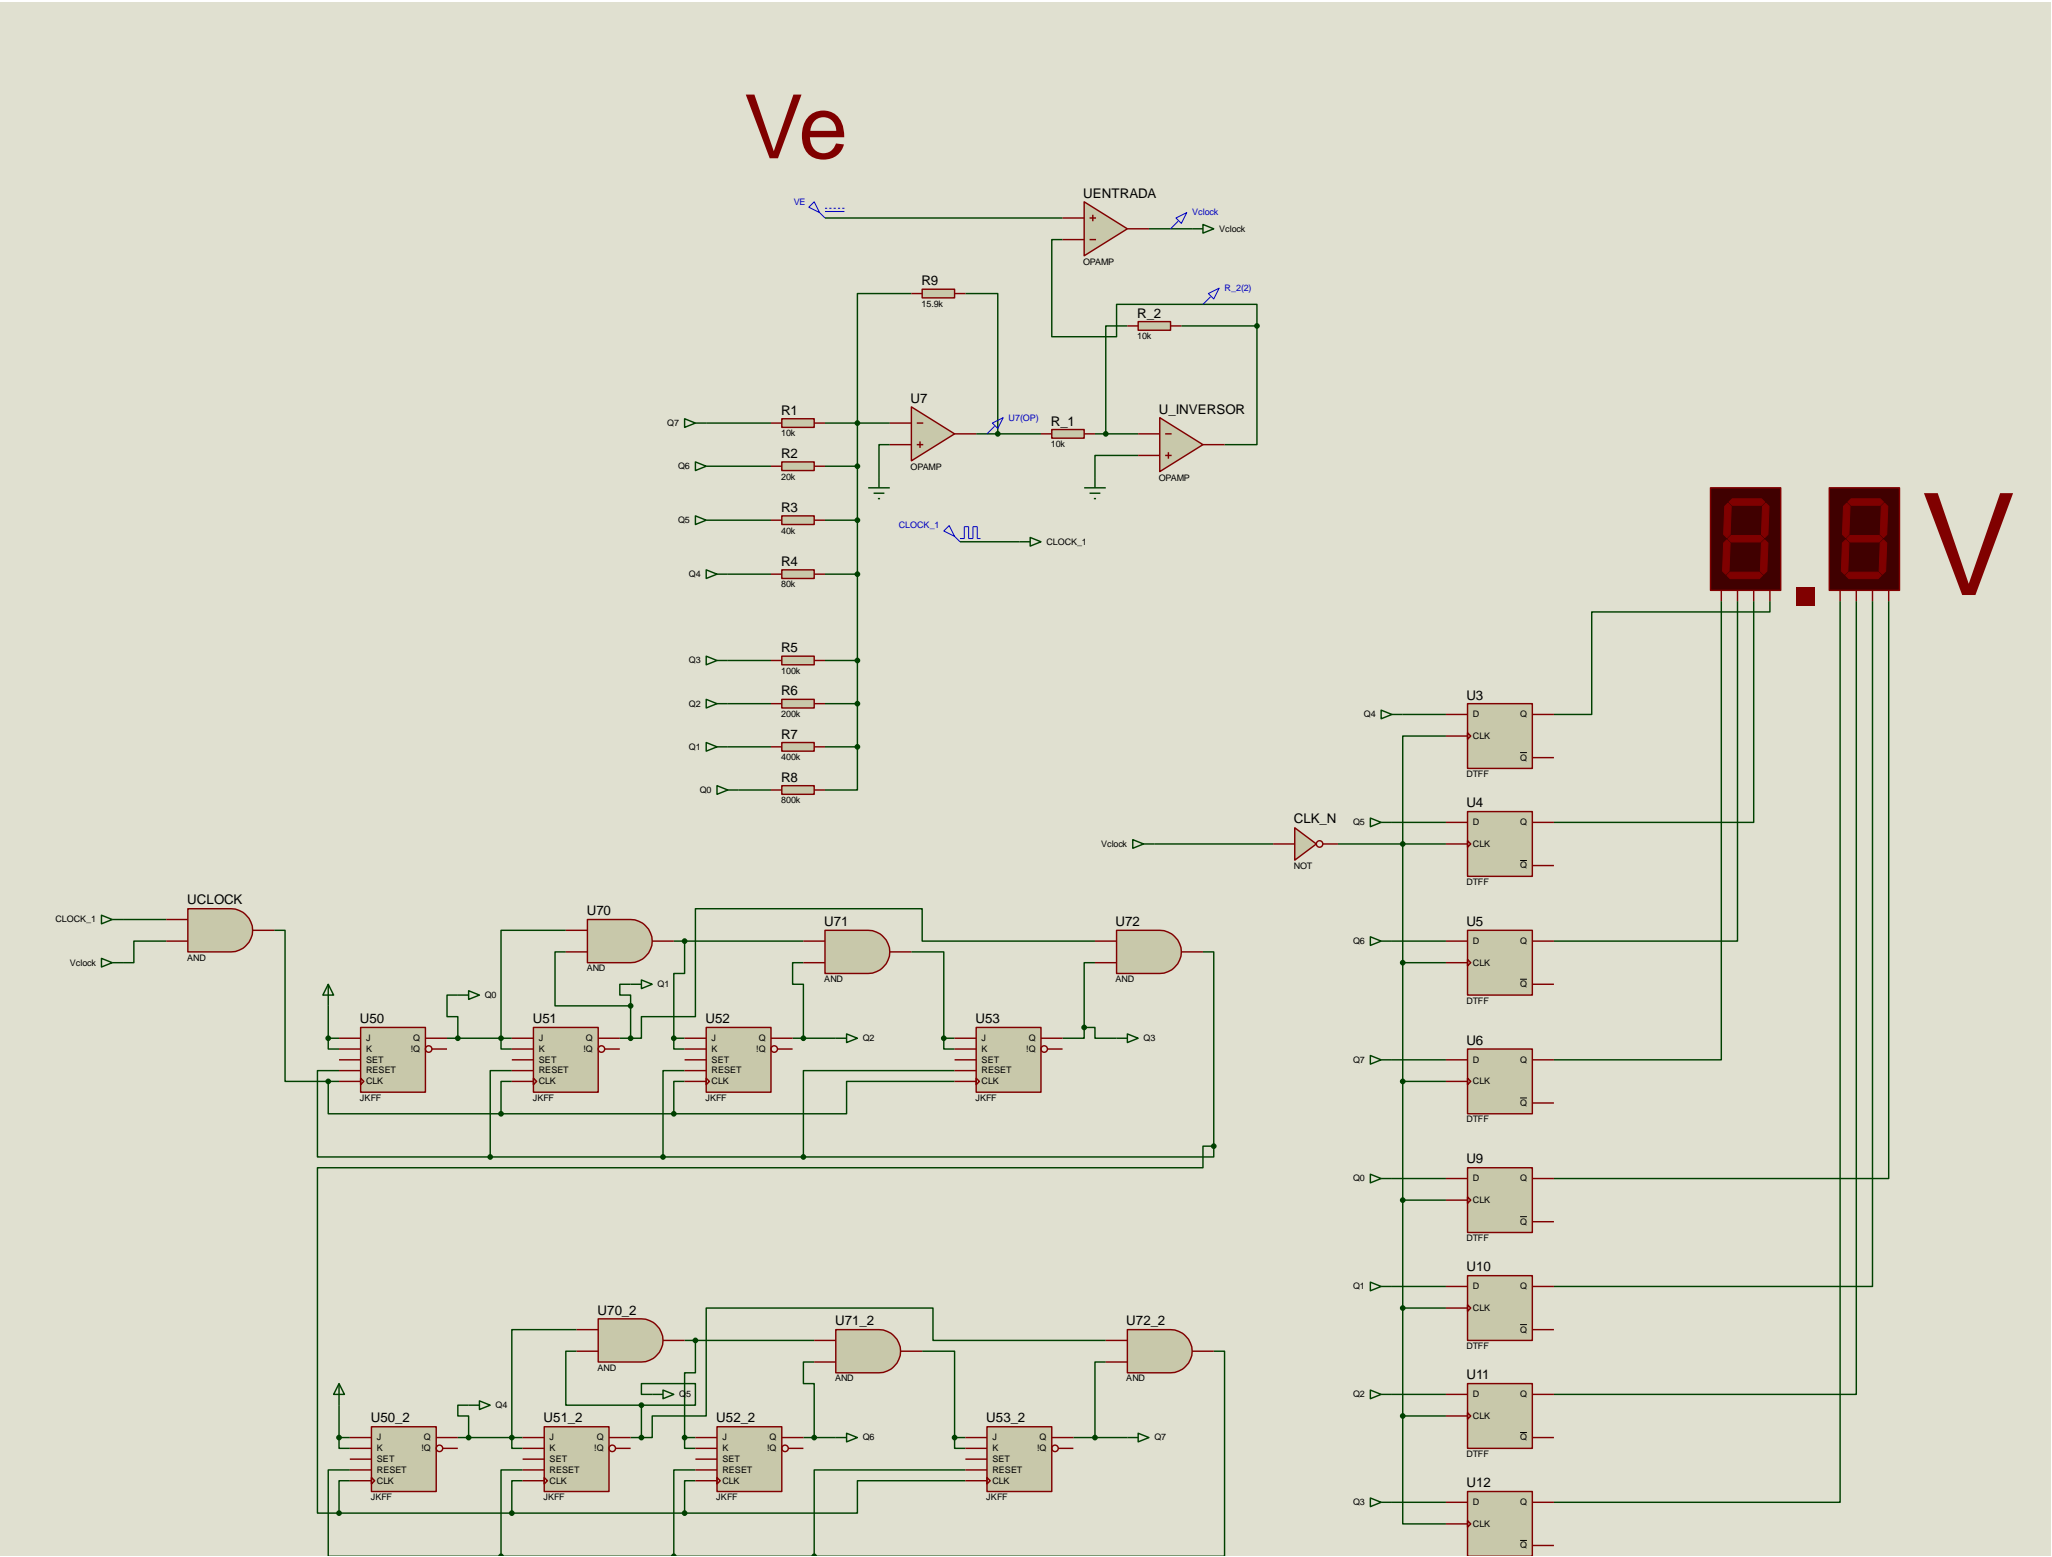 Ve
UENTRADA
VE
Vclock
Vclock
+
−
OPAMP
R9
15.9k
R_2(2)
R_2
10k
U7
U_INVERSOR
Q7
R1
10k
−
+
OPAMP
U7(OP)
R_1
10k
−
+
OPAMP
Q6
R2
20k
Q5
R3
40k
CLOCK_1
CLOCK_1
Q4
R4
80k
. V
Q3
R5
100k
Q2
R6
200k
Q1
R7
400k
Q0
R8
800k
U3
Q4
D
Q
CLK
Q
DTFF
CLK_N
Vclock
NOT
U4
Q5
D
Q
CLK
Q
DTFF
U5
Q6
D
Q
CLK
Q
DTFF
U6
Q7
D
Q
CLK
Q
DTFF
U9
Q0
D
Q
CLK
Q
DTFF
U10
Q1
D
Q
CLK
Q
DTFF
U11
Q2
D
Q
CLK
Q
DTFF
U12
Q3
D
Q
CLK
Q
UCLOCK
CLOCK_1
Vclock
AND
U70
AND
U71
AND
U72
AND
Q0
Q1
U50
J
Q
K
!Q
SET
RESET
CLK
JKFF
U51
J
Q
K
!Q
SET
RESET
CLK
JKFF
U52
J
Q
K
!Q
SET
RESET
CLK
JKFF
Q2
U53
J
Q
K
!Q
SET
RESET
CLK
JKFF
Q3
U70_2
AND
U71_2
AND
U72_2
AND
Q4
Q5
U50_2
J
Q
K
!Q
SET
RESET
CLK
JKFF
U51_2
J
Q
K
!Q
SET
RESET
CLK
JKFF
U52_2
J
Q
K
!Q
SET
RESET
CLK
JKFF
Q6
U53_2
J
Q
K
!Q
SET
RESET
CLK
JKFF
Q7